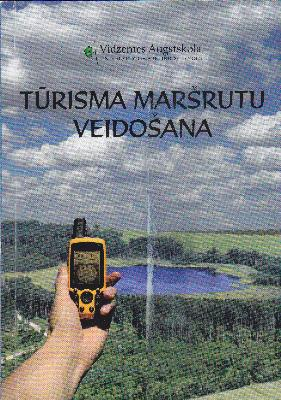 Vidzemes Augstskola
TŪRISMA MARŠRUTU
VEIDOŠANA